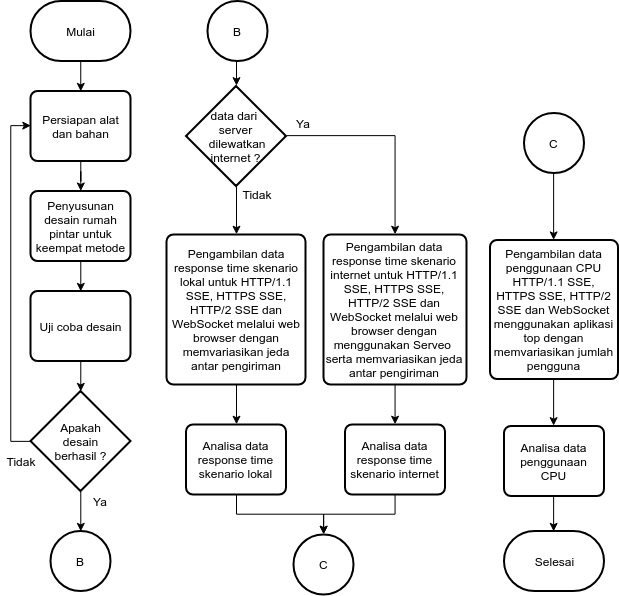 Mulai
Persiapan alat
dan bahan
Penyusunan
desain rumah
pintar untuk
keempat metode
Uji coba desain
Apakah
desain
berhasil ?
Tidak
Ya
B
B
data dari
server
dilewatkan
internet ?
Ya
Tidak
Pengambilan data
response time skenario
lokal untuk HTTP/1.1
SSE, HTTPS SSE,
HTTP/2 SSE dan
WebSocket melalui web
browser dengan
memvariasikan jeda
antar pengiriman
Pengambilan data
response time skenario
internet untuk HTTP/1.1
SSE, HTTPS SSE,
HTTP/2 SSE dan
WebSocket melalui web
browser dengan
menggunakan Serveo
serta memvariasikan jeda
antar pengiriman
Analisa data
response time
skenario lokal
Analisa data
response time
skenario internet
C
C
Pengambilan data
penggunaan CPU
HTTP/1.1 SSE,
HTTPS SSE, HTTP/2
SSE dan WebSocket
menggunakan aplikasi
top dengan
memvariasikan jumlah
pengguna
Analisa data
penggunaan
CPU
Selesai